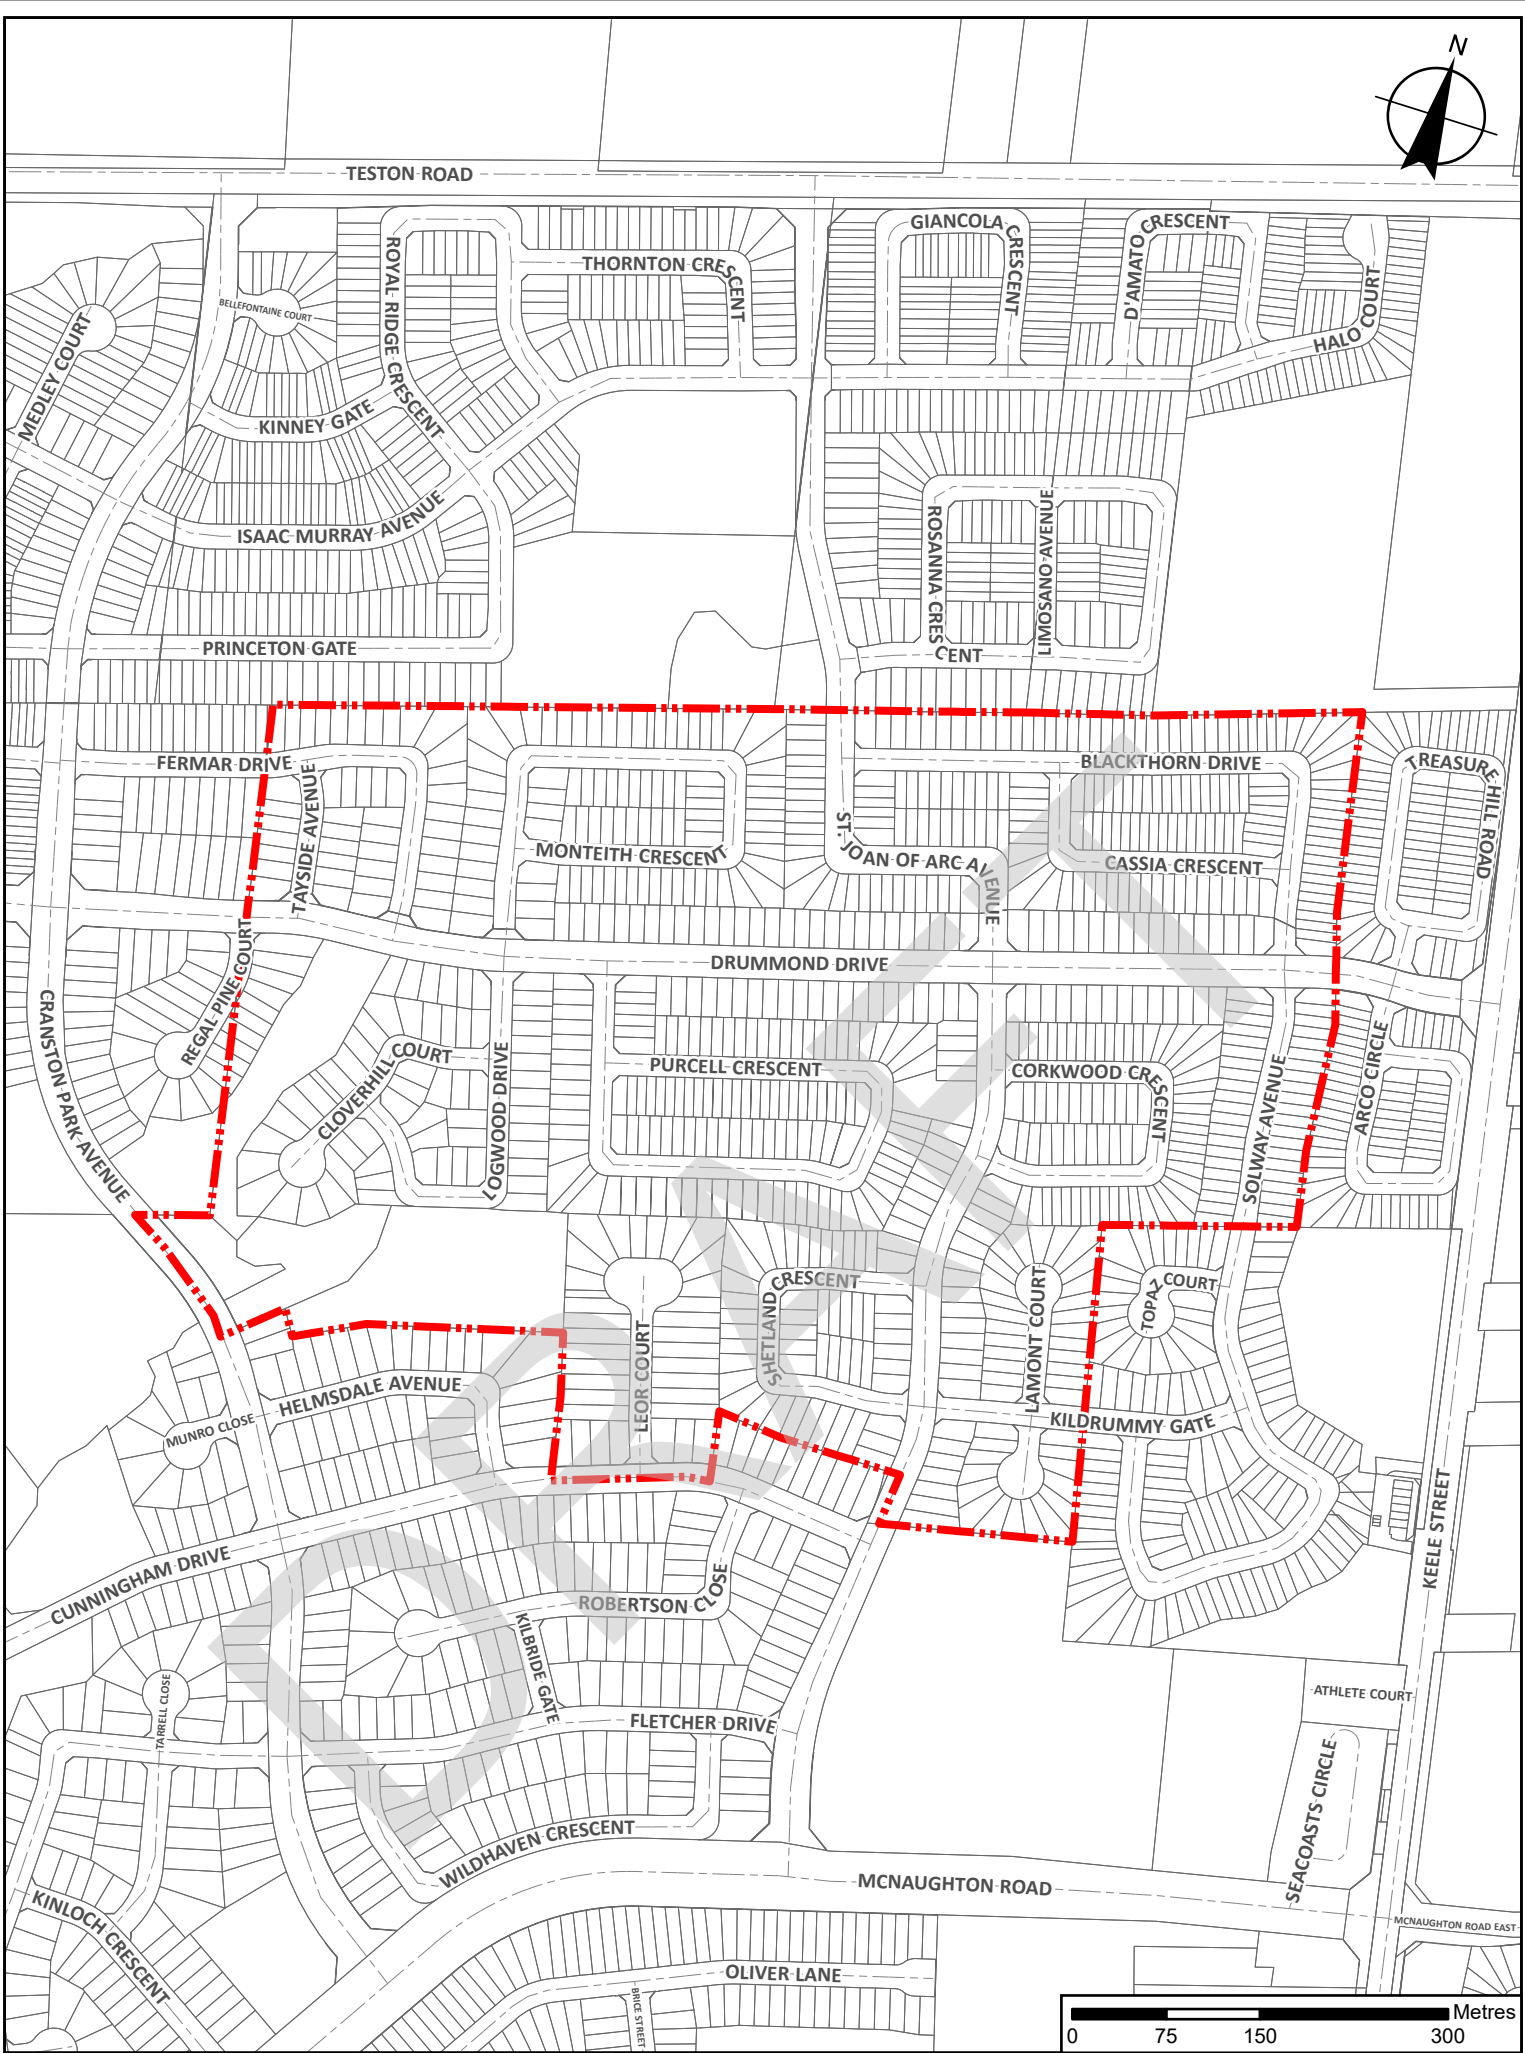 N
TESTON ROAD
GIANCOLA CRESCENT
D'AMATO CRESCENT
ROYAL RIDGE CRESCENT
THORNTON CRESCENT
HALO COURT
BELLEFONTAINE COURT
MEDLEY COURT
KINNEY GATE
ISAAC MURRAY AVENUE
ROSANNA CRESCENT
LIMOSANO AVENUE
PRINCETON GATE
FERMAR DRIVE
TAYSIDE AVENUE
BLACKTHORN DRIVE
TREASURE HILL ROAD
MONTEITH CRESCENT
ST. JOAN OF ARC AVENUE
CASSIA CRESCENT
DRUMMOND DRIVE
REGAL PINE COURT
CRANSTON PARK AVENUE
CLOVERHILL COURT
LOGWOOD DRIVE
PURCELL CRESCENT
CORKWOOD CRESCENT
SOLWAY AVENUE
ARCO CIRCLE
SHETLAND CRESCENT
LAMONT COURT
TOPAZ COURT
LEOR COURT
HELMSDALE AVENUE
MUNRO CLOSE
KILDRUMMY GATE
KEELE STREET
CUNNINGHAM DRIVE
ROBERTSON CLOSE
KILBRIDE GATE
TARRELL CLOSE
FLETCHER DRIVE
ATHLETE COURT
SEACOASTS CIRCLE
WILDHAVEN CRESCENT
MCNAUGHTON ROAD
MCNAUGHTON ROAD EAST
KINLOCH CRESCENT
OLIVER LANE
BRICE STREET
DRAFT
Metres
0 75 150 300